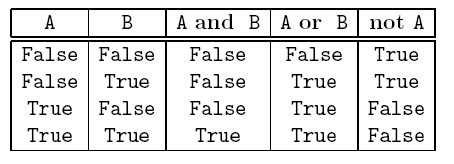 A B A and B A or B not A
False False False False True
False True False True True
True False False True False
True True True True False